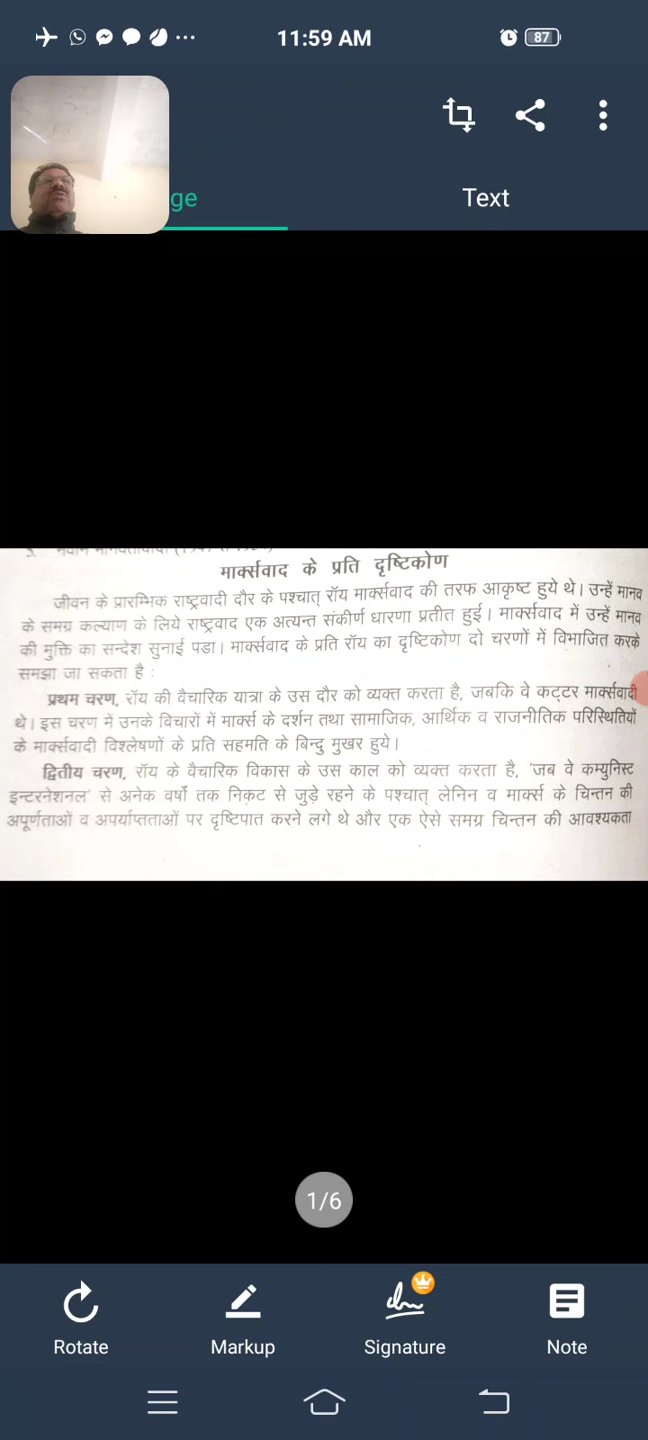 11:59 AM
87
ge
Text
मार्क्सवाद के प्रति दृष्टिकोण
जीवन के प्रारम्भिक राष्ट्रवादी दौर के पश्चात् रॉय मार्क्सवाद की तरफ आकृष्ट हुये थे। उन्हें मानव
के समग्र कल्याण के लिये राष्ट्रवाद एक अत्यन्त संकीर्ण धारणा प्रतीत हुई। मार्क्सवाद में उन्हें मानव
की मुक्ति का सन्देश सुनाई पडा। मार्क्सवाद के प्रति रॉय का दृष्टिकोण दो चरणों में विभाजित करके
समझा जा सकता है :
प्रथम चरण, रॉय की वैचारिक यात्रा के उस दौर को व्यक्त करता है, जबकि वे कट्टर मार्क्सवादी
थे। इस चरण में उनके विचारों में मार्क्स के दर्शन तथा सामाजिक, आर्थिक व राजनीतिक परिस्थितियों
के मार्क्सवादी विश्लेषणों के प्रति सहमति के बिन्दु मुखर हुये।
द्वितीय चरण, रॉय के वैचारिक विकास के उस काल को व्यक्त करता है, 'जब वे कम्युनिस्ट
इन्टरनेशनल' से अनेक वर्षो तक निकट से जुड़े रहने के पश्चात् लेनिन व मार्क्स के चिन्तन की
अपूर्णताओं व अपर्याप्तताओं पर दृष्टिपात करने लगे थे और एक ऐसे समग्र चिन्तन की आवश्यकता
1/6
Rotate
Markup
Signature
Note